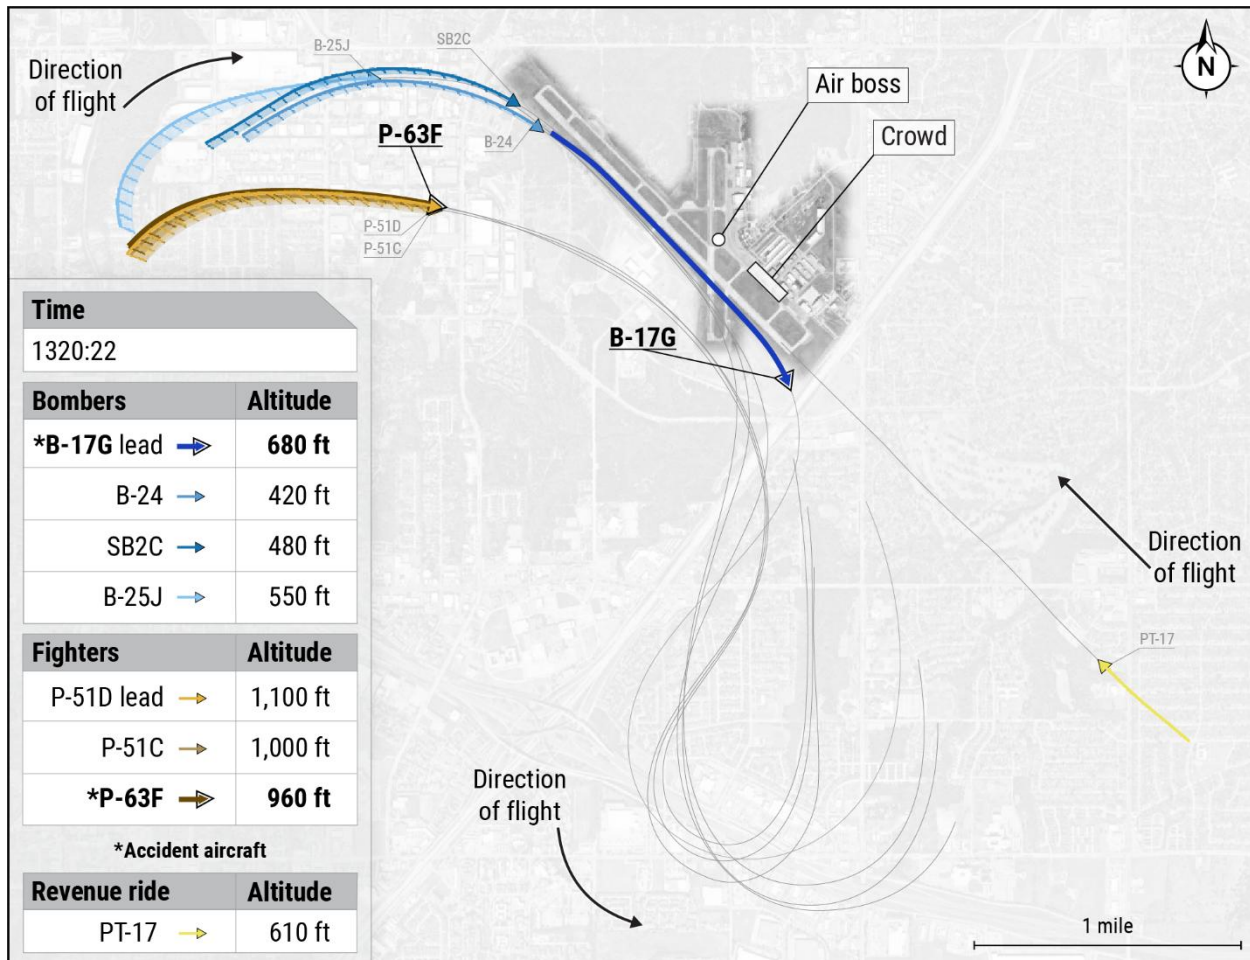 Direction
of flight
B-25J
SB2C
N
Air boss
Crowd
P-63F
B-24
P-51D
P-51C
B-17G
Time
1320:22
Bombers Altitude
*B-17G lead 680 ft
B-24 420 ft
SB2C 480 ft
B-25J 550 ft
Fighters Altitude
P-51D lead 1,100 ft
P-51C 1,000 ft
*P-63F 960 ft
*Accident aircraft
Revenue ride Altitude
PT-17 610 ft
Direction
of flight
PT-17
Direction
of flight
1 mile